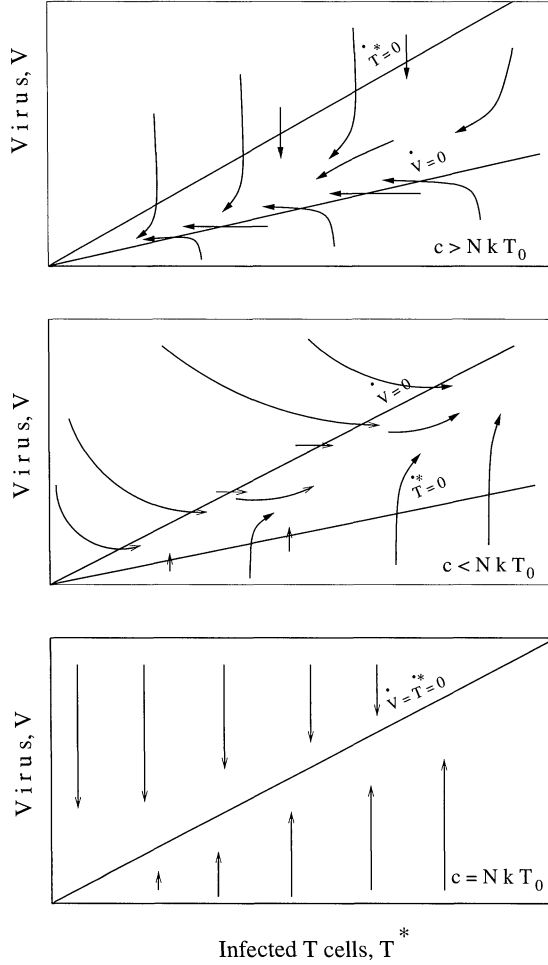 Virus, V
Ṫ* = 0
V̇ = 0
c > N k T₀
Virus, V
V̇ = 0
Ṫ* = 0
c < N k T₀
Virus, V
V̇ = Ṫ* = 0
c = N k T₀
Infected T cells, T*